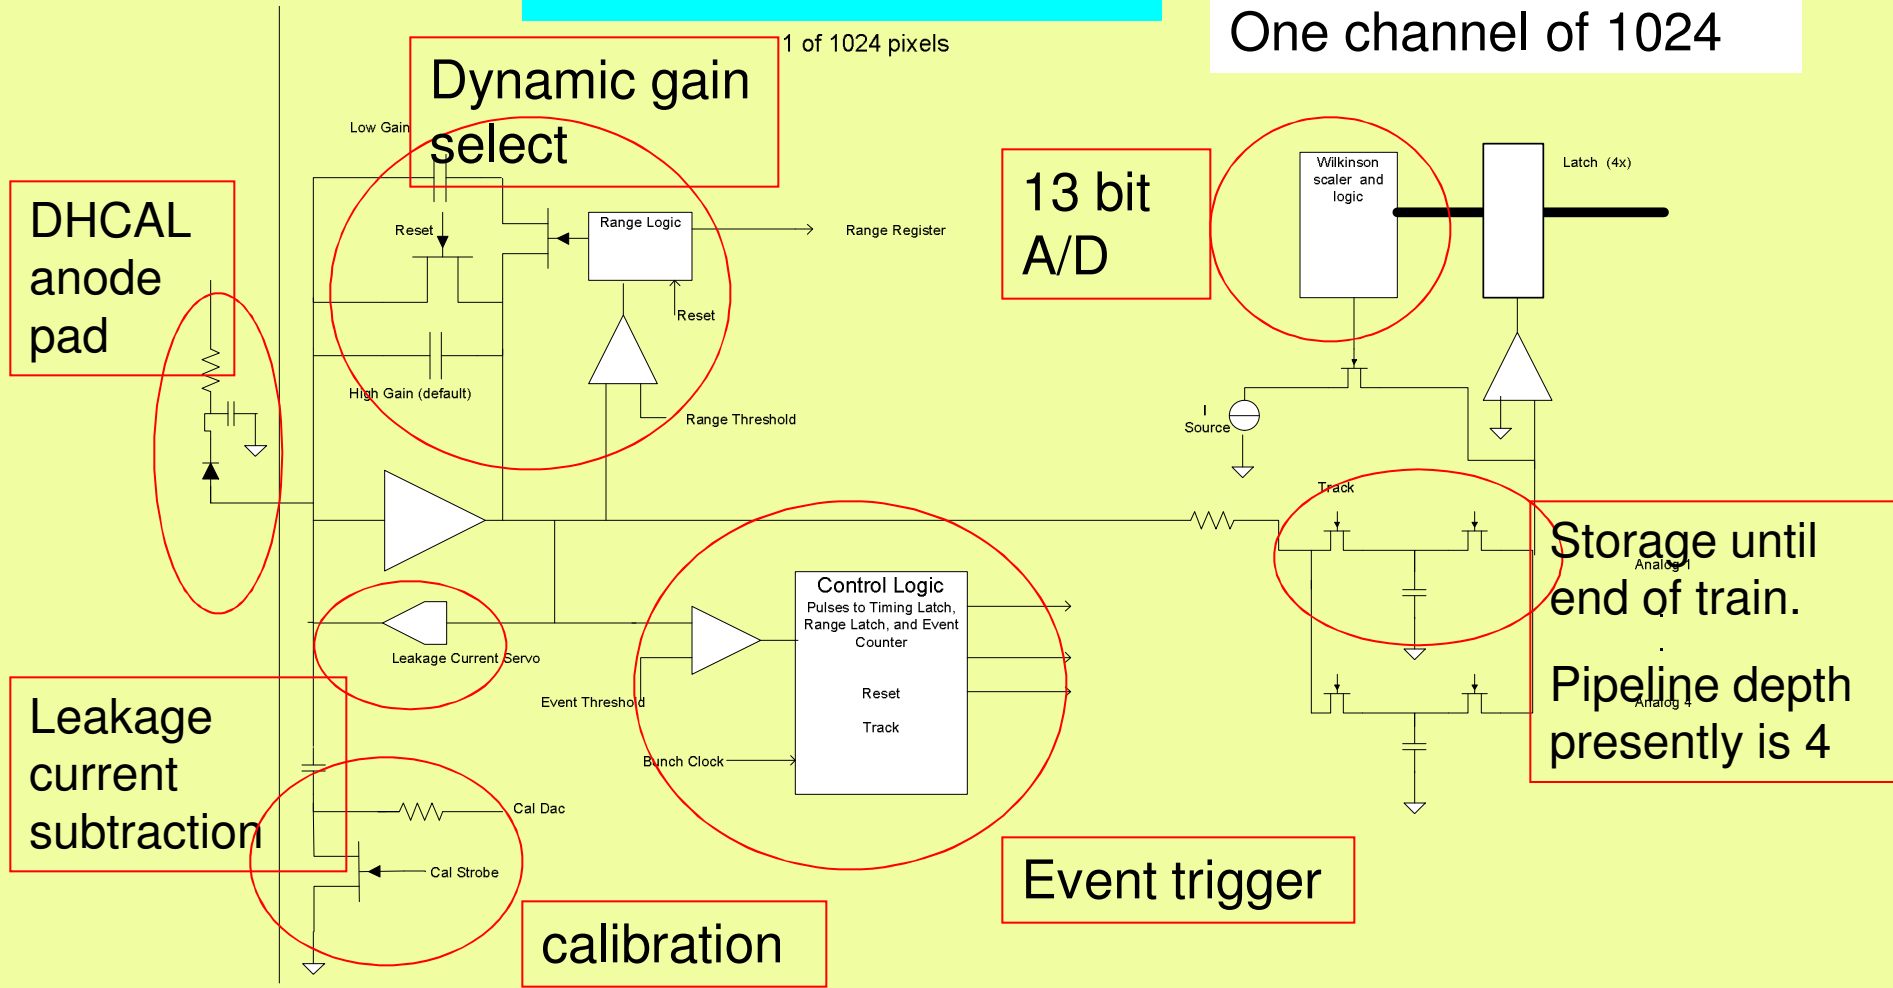 1 of 1024 pixels
One channel of 1024
Dynamic gain
select
Low Gain
Reset
Range Logic
Range Register
Reset
High Gain (default)
Range Threshold
DHCAL
anode
pad
13 bit
A/D
Wilkinson
scaler and
logic
Latch (4x)
I
Source
Track
Storage until
end of train.
Pipeline depth
presently is 4
Analog 1
.
.
Analog 4
Control Logic
Pulses to Timing Latch,
Range Latch, and Event
Counter
Reset
Track
Leakage Current Servo
Event Threshold
Bunch Clock
Leakage
current
subtraction
Cal Dac
Cal Strobe
Event trigger
calibration